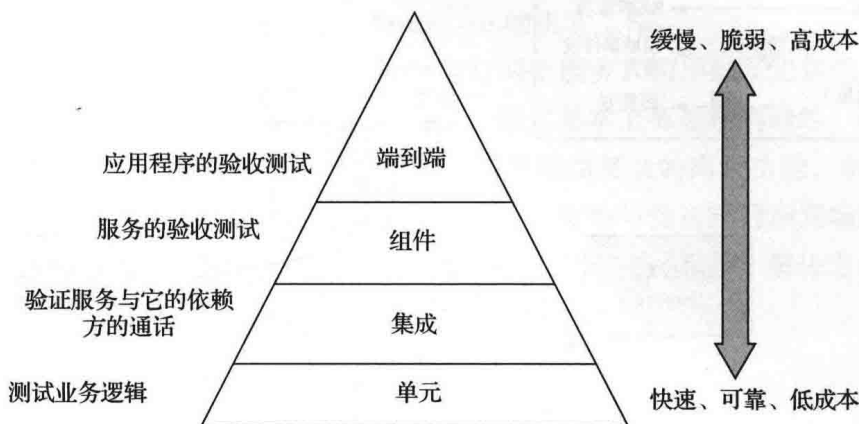 缓慢、脆弱、高成本
应用程序的验收测试
端到端
服务的验收测试
组件
验证服务与它的依赖
方的通话
集成
测试业务逻辑
单元
快速、可靠、低成本